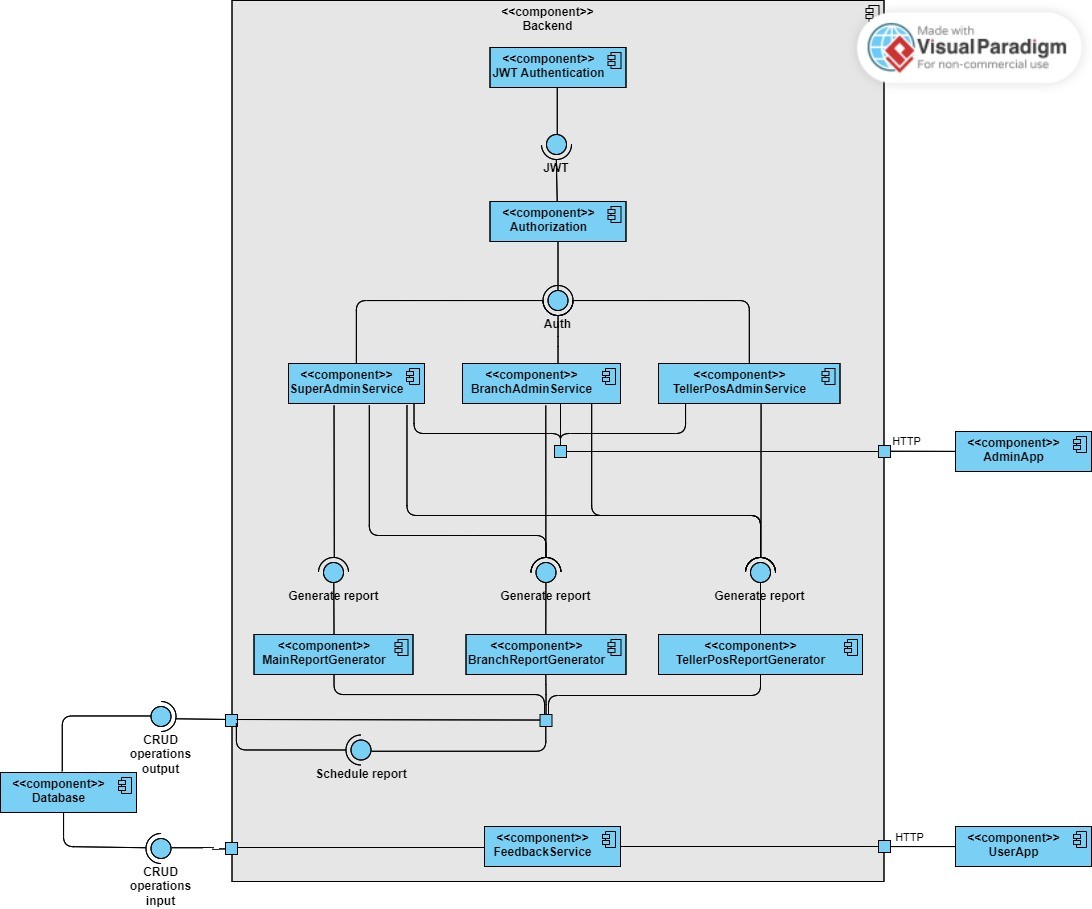 <<component>>
Backend
Made with
VisualParadigm
For non-commercial use
<<component>>
JWT Authentication
JWT
<<component>>
Authorization
Auth
<<component>>
SuperAdminService
<<component>>
BranchAdminService
<<component>>
TellerPosAdminService
HTTP
<<component>>
AdminApp
Generate report
Generate report
Generate report
<<component>>
MainReportGenerator
<<component>>
BranchReportGenerator
<<component>>
TellerPosReportGenerator
CRUD
operations
output
Schedule report
<<component>>
Database
<<component>>
FeedbackService
HTTP
<<component>>
UserApp
CRUD
operations
input